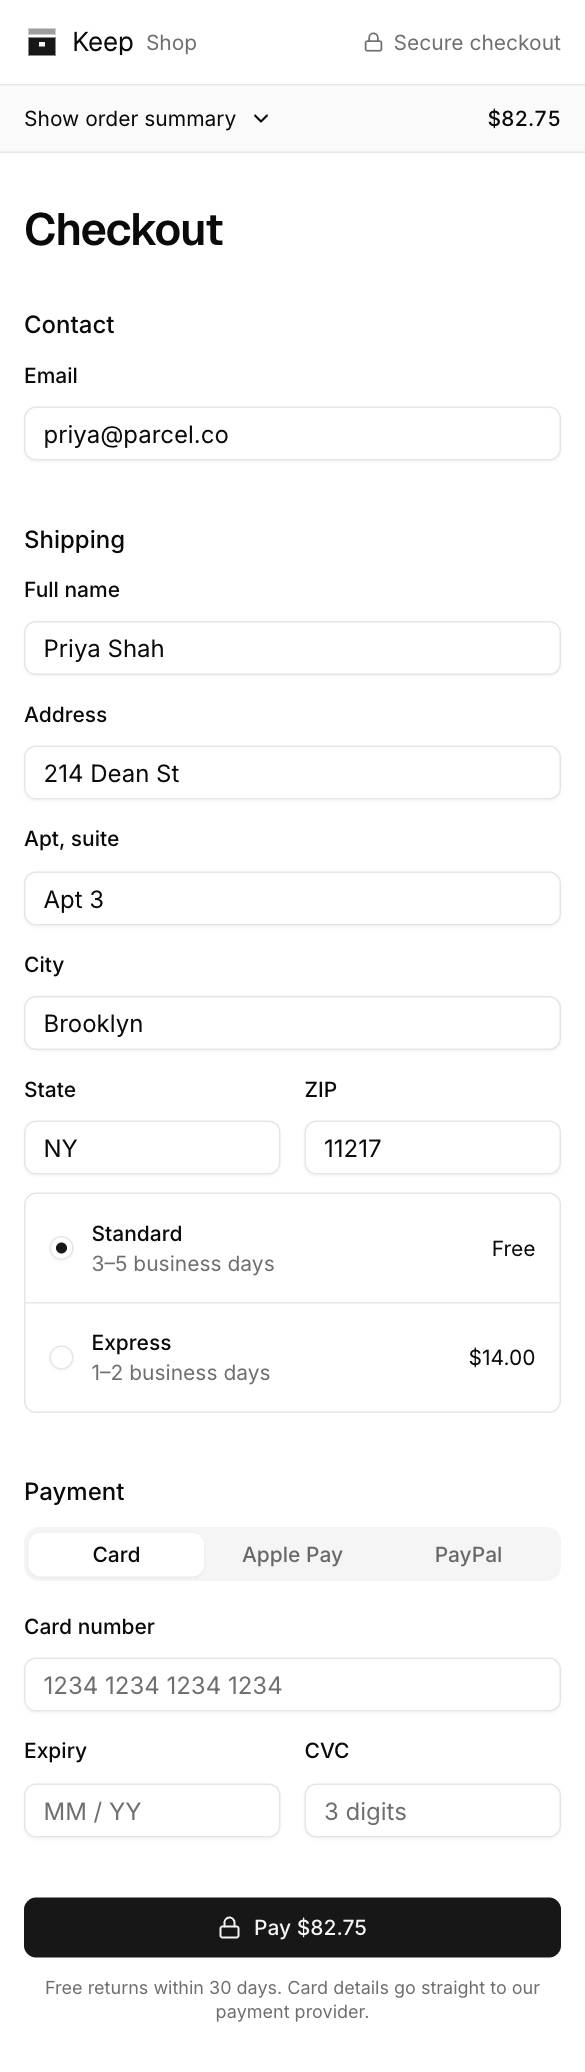 Keep Shop Secure checkout
Show order summary $82.75
Checkout
Contact
Email
priya@parcel.co
Shipping
Full name
Priya Shah
Address
214 Dean St
Apt, suite
Apt 3
City
Brooklyn
State ZIP
NY 11217
Standard
3–5 business days
Free
Express
1–2 business days
$14.00
Payment
Card Apple Pay PayPal
Card number
1234 1234 1234 1234
Expiry CVC
MM / YY 3 digits
Pay $82.75
Free returns within 30 days. Card details go straight to our
payment provider.